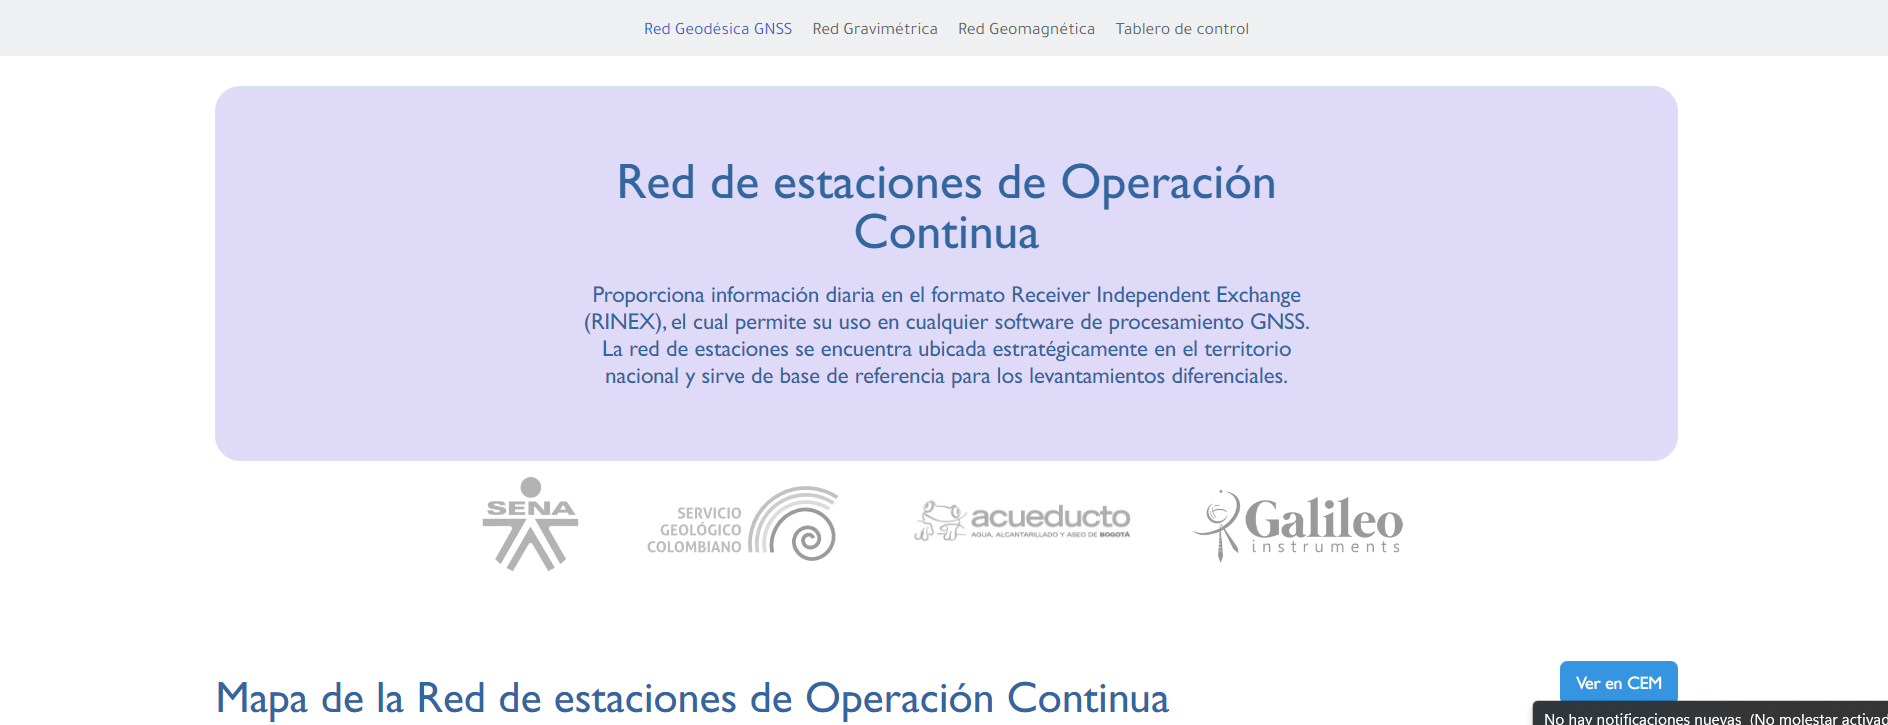 Red Geodésica GNSS Red Gravimétrica Red Geomagnética Tablero de control
Red de estaciones de Operación
Continua
Proporciona información diaria en el formato Receiver Independent Exchange
(RINEX), el cual permite su uso en cualquier software de procesamiento GNSS.
La red de estaciones se encuentra ubicada estratégicamente en el territorio
nacional y sirve de base de referencia para los levantamientos diferenciales.
SENA
SERVICIO
GEOLÓGICO
COLOMBIANO
acueducto
AGUA, ALCANTARILLADO Y ASEO DE BOGOTÁ
Galileo
instruments
Mapa de la Red de estaciones de Operación Continua
Ver en CEM
No hay notificaciones nuevas (No molestar activad